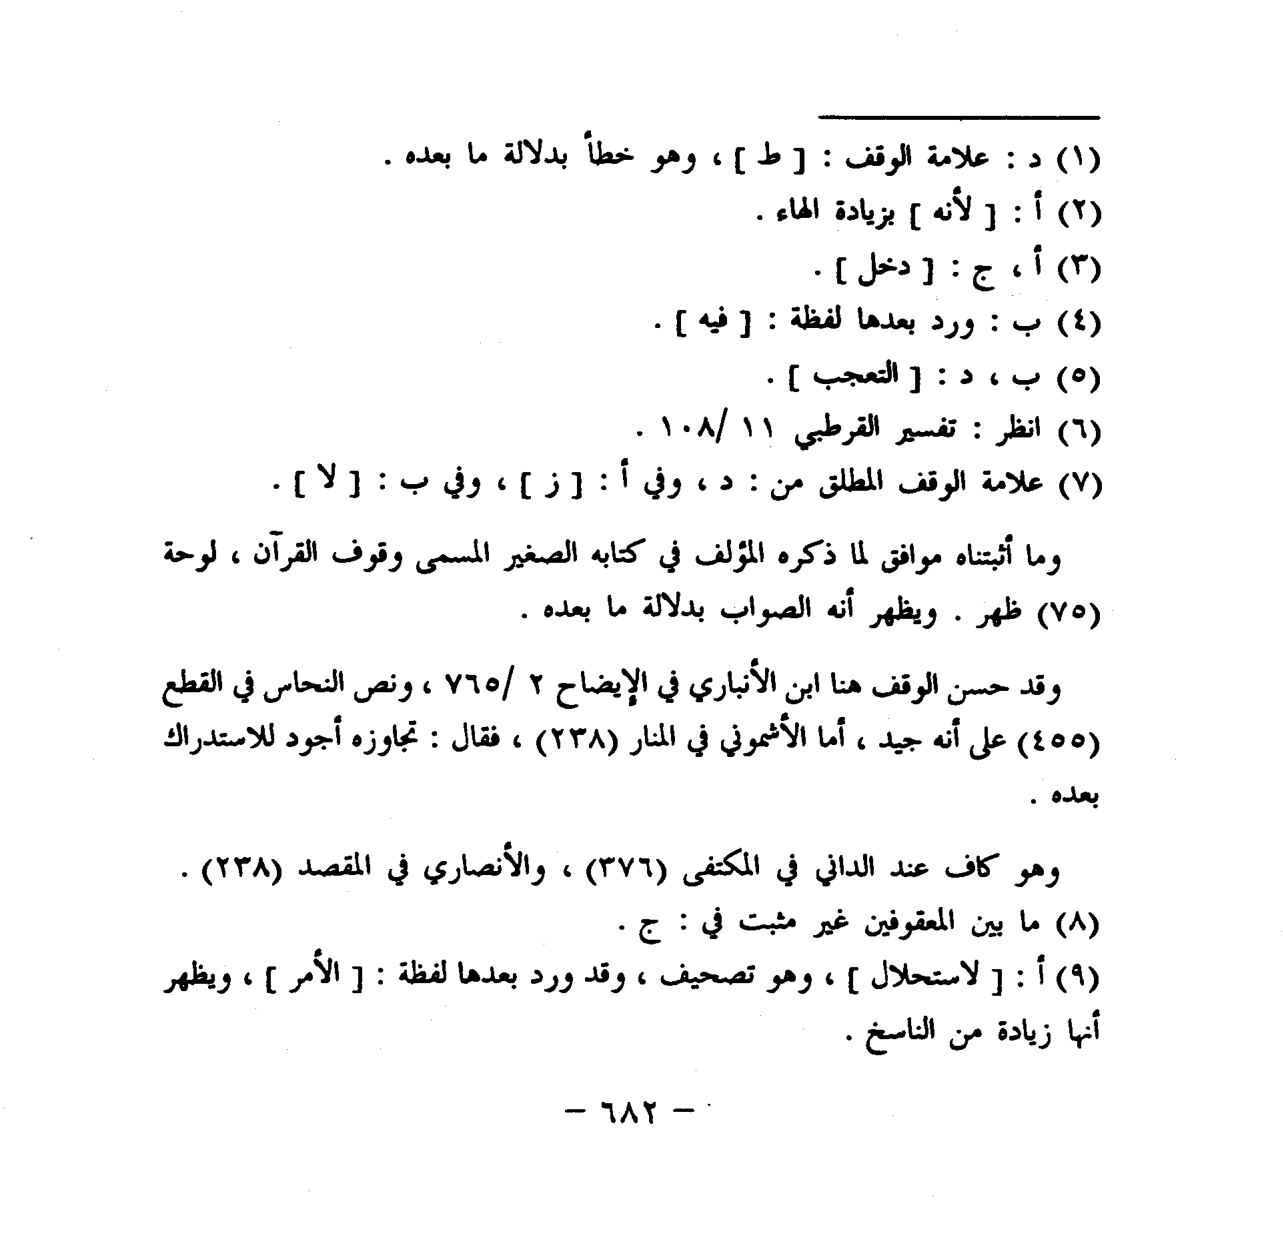 (١) د : علامة الوقف : [ ط ] ، وهو خطأ بدلالة ما بعده .
(٢) أ : [ لأنه ] بزيادة الهاء .
(٣) أ ، ج : [ دخل ] .
(٤) ب : ورد بعدها لفظة : [ فيه ] .
(٥) ب ، د : [ التعجب ] .
(٦) انظر : تفسير القرطبي ١١ /١٠٨ .
(٧) علامة الوقف المطلق من : د ، وفي أ : [ ز ] ، وفي ب : [ لا ] .
وما أثبتناه موافق لما ذكره المؤلف في كتابه الصغير المسمى وقوف القرآن ، لوحة
(٧٥) ظهر . ويظهر أنه الصواب بدلالة ما بعده .
وقد حسن الوقف هنا ابن الأنباري في الإيضاح ٢ /٧٦٥ ، ونص النحاس في القطع
(٤٥٥) على أنه جيد ، أما الأشموني في المنار (٢٣٨) ، فقال : تجاوزه أجود للاستدراك
بعده .
وهو كاف عند الداني في المكتفى (٣٧٦) ، والأنصاري في المقصد (٢٣٨) .
(٨) ما بين المعقوفين غير مثبت في : ج .
(٩) أ : [ لاستحلال ] ، وهو تصحيف ، وقد ورد بعدها لفظة : [ الأمر ] ، ويظهر
أنها زيادة من الناسخ .
– ٦٨٢ –